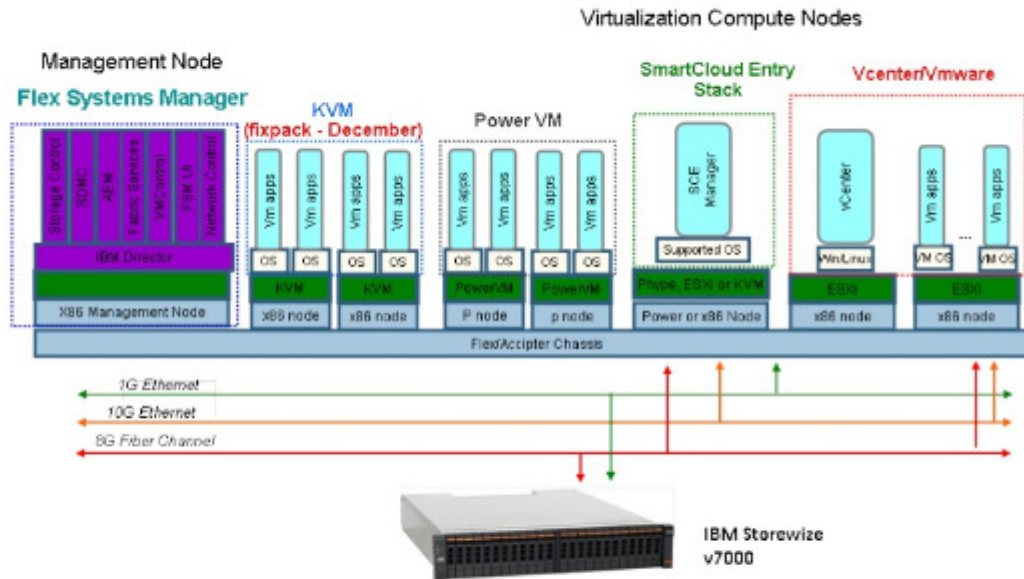 Virtualization Compute Nodes
Management Node
Flex Systems Manager
KVM
(fixpack - December)
Power VM
SmartCloud Entry
Stack
Vcenter/Vmware
Storage Control
SDMC
AEM
Fabric Services
VMControl
FSM UI
Network Control
IBM Director
X86 Management Node
Vm apps
Vm apps
Vm apps
Vm apps
OS
OS
OS
OS
KVM
KVM
x86 node
x86 node
Vm apps
Vm apps
Vm apps
Vm apps
OS
OS
OS
OS
PowerVM
PowerVM
P node
p node
SCE
Manager
Supported OS
Phype, ESXi or KVM
Power or x86 Node
vCenter
Win/Linux
ESXi
x86 node
Vm apps
...
Vm apps
VM OS
VM OS
ESXi
x86 node
Flex/Accipter Chassis
1G Ethernet
10G Ethernet
8G Fiber Channel
IBM Storewize
v7000